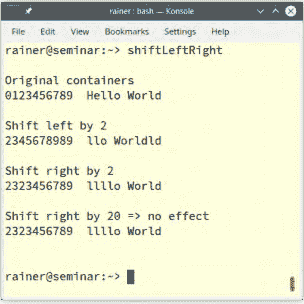 rainer : bash — Konsole
File Edit View Bookmarks Settings Help
rainer@seminar:~> shiftLeftRight
Original containers
0123456789 Hello World
Shift left by 2
2345678989 llo Worldld
Shift right by 2
2323456789 llllo World
Shift right by 20 => no effect
2323456789 llllo World
rainer@seminar:~>